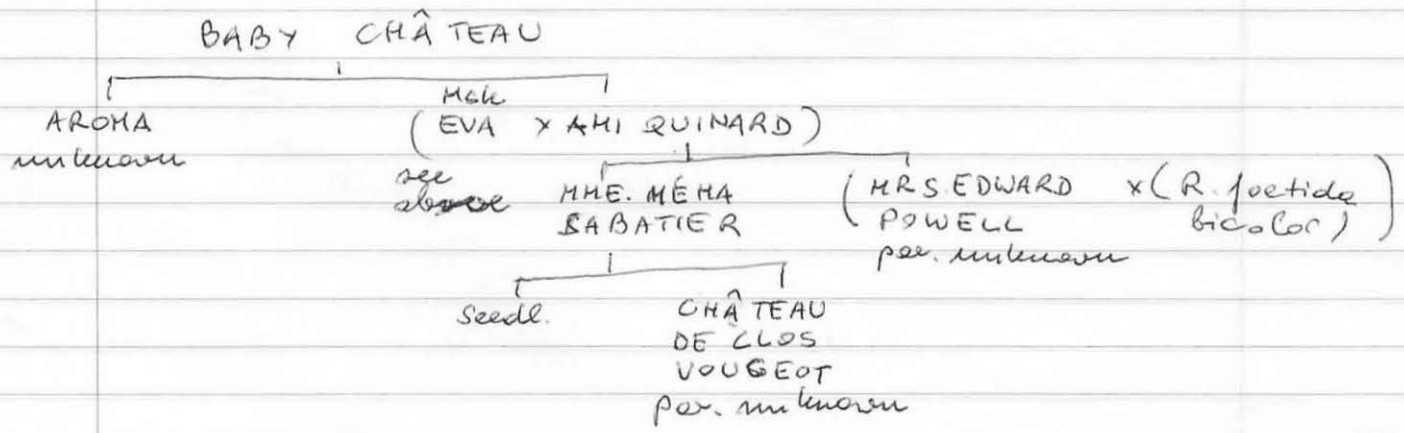 BABY CHÂTEAU
HSK
AROMA (EVA × AMI QUINARD)
unknown
see MME. MÉHA (MRS. EDWARD × (R. foetida
above SABATIER POWELL bicolor))
par. unknown
Seedl. CHÂTEAU
DE CLOS
VOUGEOT
par. unknown